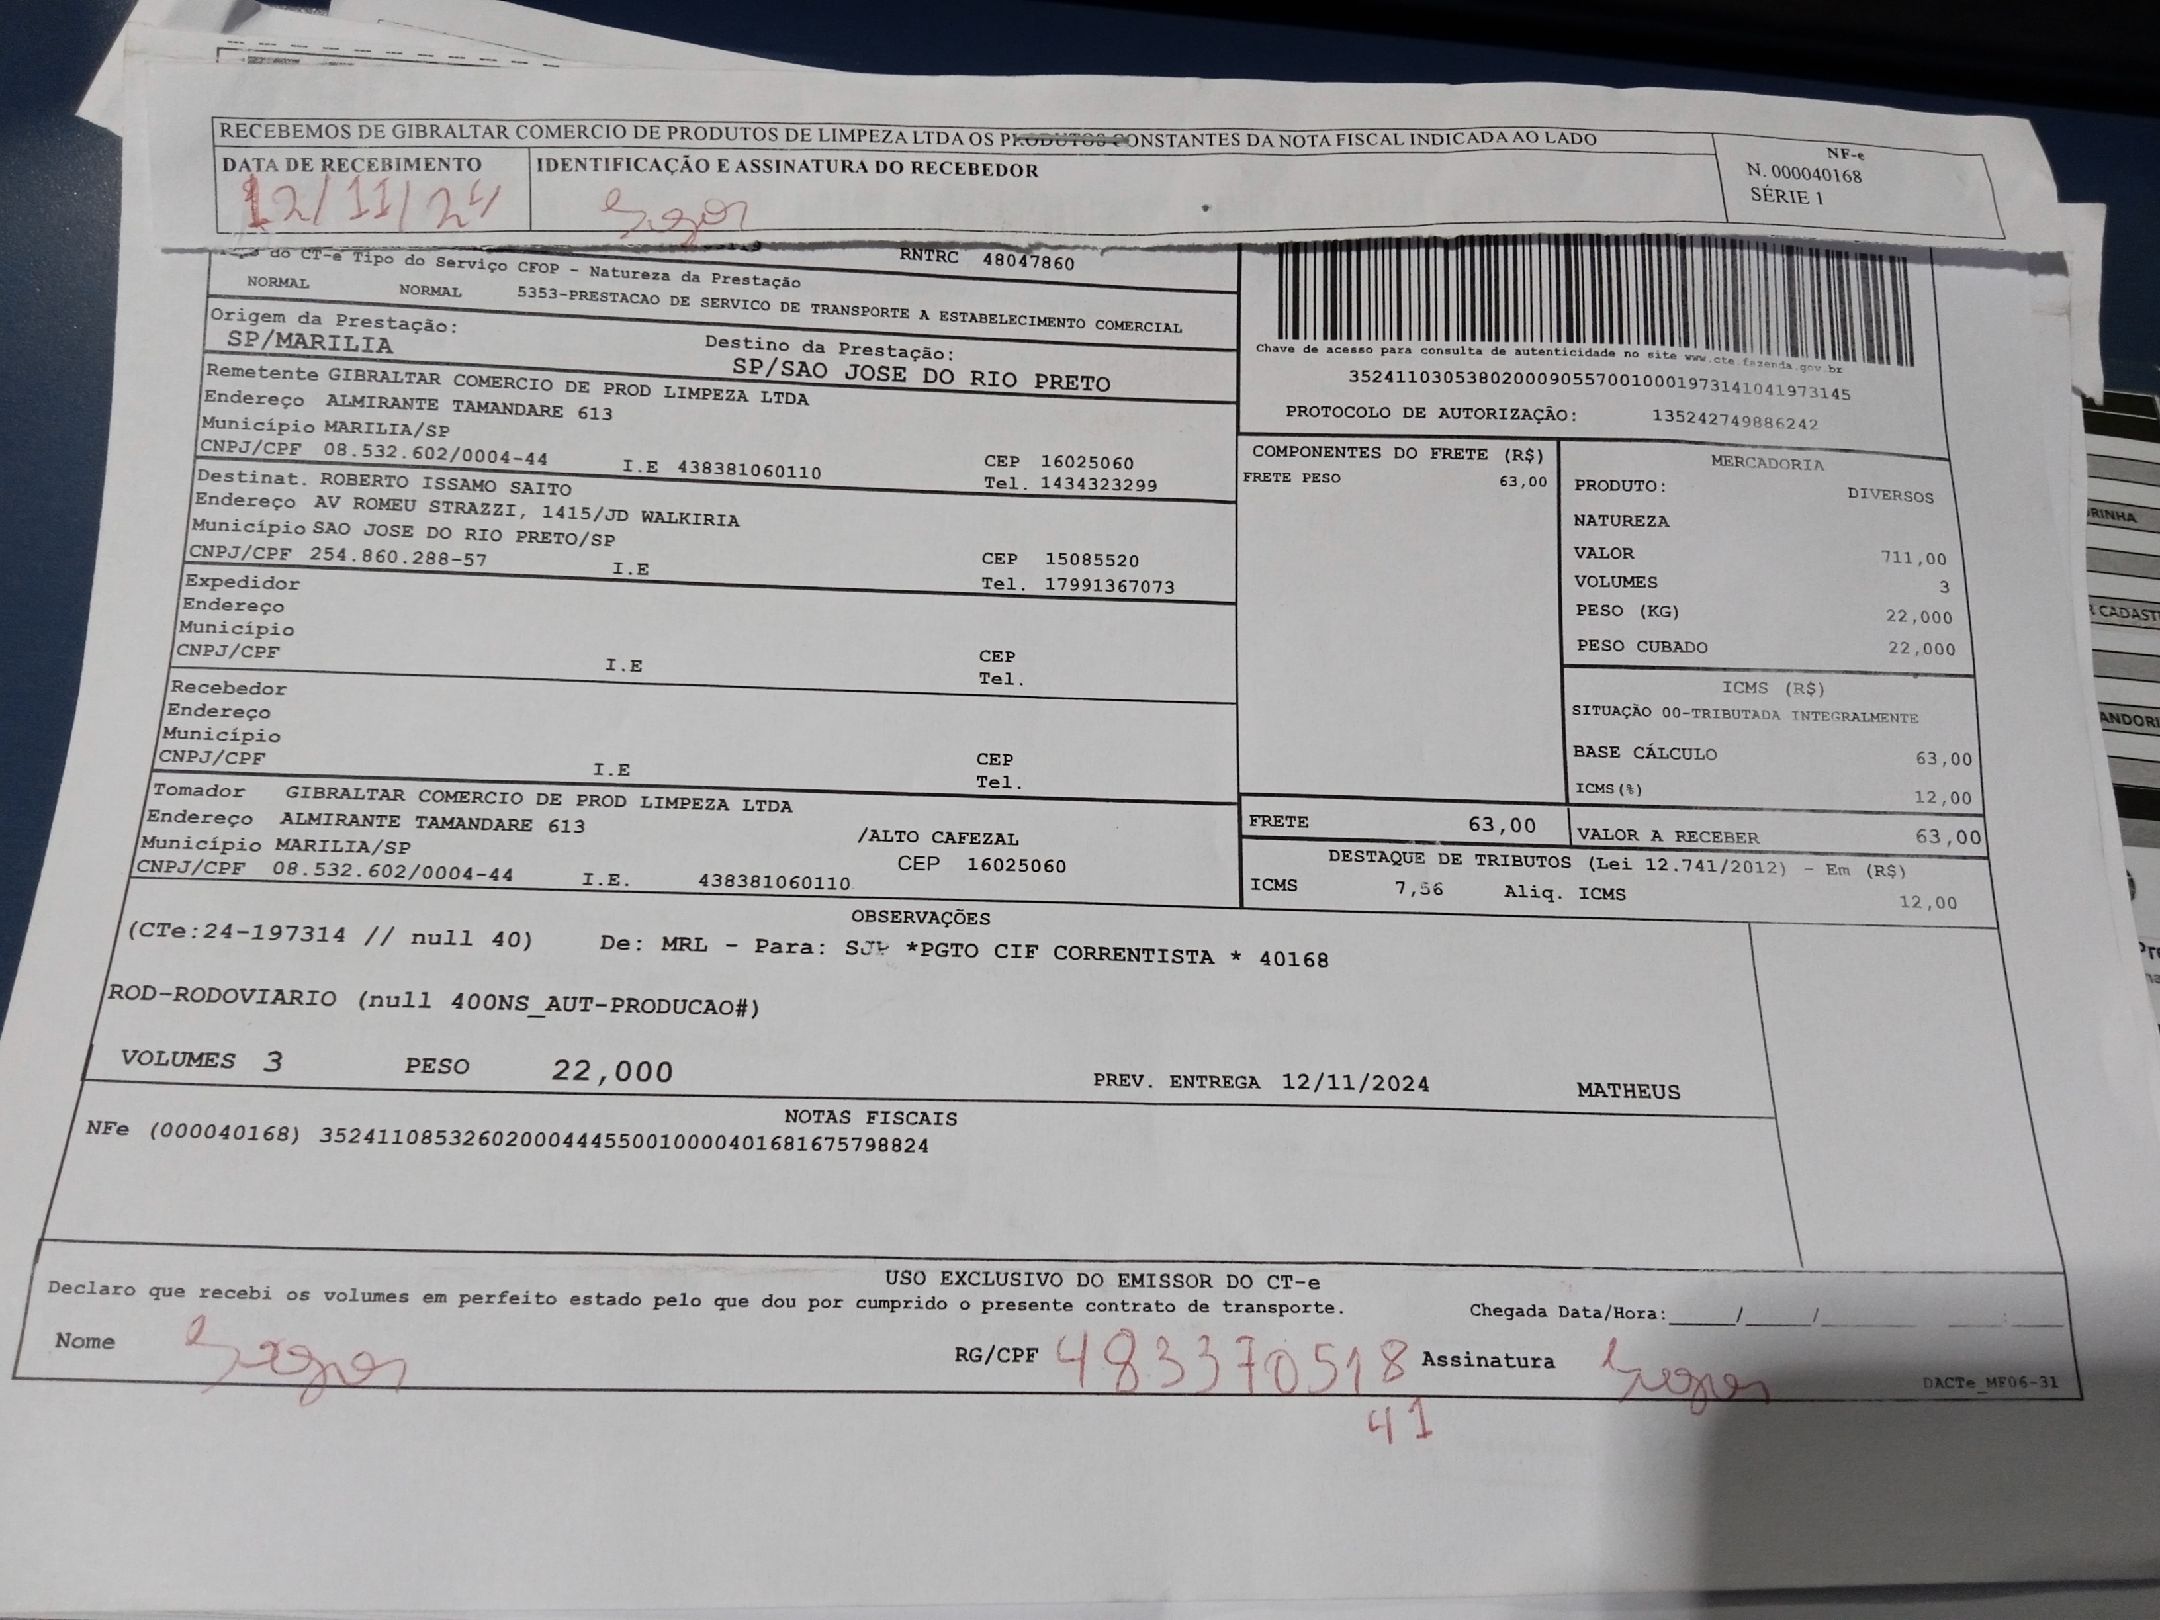 RECEBEMOS DE GIBRALTAR COMERCIO DE PRODUTOS DE LIMPEZA LTDA OS PRODUTOS CONSTANTES DA NOTA FISCAL INDICADA AO LADO
DATA DE RECEBIMENTO
12/11/24
IDENTIFICAÇÃO E ASSINATURA DO RECEBEDOR
NF-e
N. 000040168
SÉRIE 1
RNTRC 48047860
do CT-e Tipo do Serviço CFOP - Natureza da Prestação
NORMAL NORMAL 5353-PRESTACAO DE SERVICO DE TRANSPORTE A ESTABELECIMENTO COMERCIAL
Origem da Prestação:
SP/MARILIA
Destino da Prestação:
SP/SAO JOSE DO RIO PRETO
Remetente GIBRALTAR COMERCIO DE PROD LIMPEZA LTDA
Endereço ALMIRANTE TAMANDARE 613
Município MARILIA/SP
CNPJ/CPF 08.532.602/0004-44 I.E 438381060110
CEP 16025060
Tel. 1434323299
Destinat. ROBERTO ISSAMO SAITO
Endereço AV ROMEU STRAZZI, 1415/JD WALKIRIA
Município SAO JOSE DO RIO PRETO/SP
CNPJ/CPF 254.860.288-57 I.E
CEP 15085520
Tel. 17991367073
Expedidor
Endereço
Município
CNPJ/CPF I.E
CEP
Tel.
Recebedor
Endereço
Município
CNPJ/CPF I.E
CEP
Tel.
Tomador GIBRALTAR COMERCIO DE PROD LIMPEZA LTDA
Endereço ALMIRANTE TAMANDARE 613 /ALTO CAFEZAL
Município MARILIA/SP CEP 16025060
CNPJ/CPF 08.532.602/0004-44 I.E. 438381060110
Chave de acesso para consulta de autenticidade no site www.cte.fazenda.gov.br
35241103053802000905570010001973141041973145
PROTOCOLO DE AUTORIZAÇÃO: 135242749886242
COMPONENTES DO FRETE (R$)
FRETE PESO 63,00
MERCADORIA
PRODUTO: DIVERSOS
NATUREZA
VALOR 711,00
VOLUMES 3
PESO (KG) 22,000
PESO CUBADO 22,000
ICMS (R$)
SITUAÇÃO 00-TRIBUTADA INTEGRALMENTE
BASE CÁLCULO 63,00
ICMS(%) 12,00
FRETE 63,00
VALOR A RECEBER 63,00
DESTAQUE DE TRIBUTOS (Lei 12.741/2012) - Em (R$)
ICMS 7,56 Aliq. ICMS 12,00
OBSERVAÇÕES
(CTe:24-197314 // null 40) De: MRL - Para: SJP *PGTO CIF CORRENTISTA * 40168
ROD-RODOVIARIO (null 400NS_AUT-PRODUCAO#)
VOLUMES 3 PESO 22,000 PREV. ENTREGA 12/11/2024 MATHEUS
NOTAS FISCAIS
NFe (000040168) 35241108532602000444550010000401681675798824
USO EXCLUSIVO DO EMISSOR DO CT-e
Declaro que recebi os volumes em perfeito estado pelo que dou por cumprido o presente contrato de transporte.
Chegada Data/Hora:____/____/____ ____:____
Nome
RG/CPF 483370518
41
Assinatura
DACTe_MF06-31
RINHA
CADAST
ANDORI